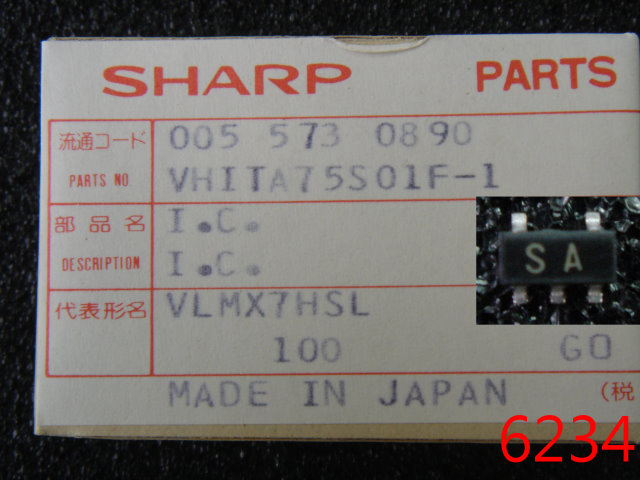 SHARP PARTS
流通コード 005 573 0890
PARTS NO VHITA75S01F-1
部品名 I.C.
DESCRIPTION I.C.
SA
代表形名 VLMX7HSL
100 GO
MADE IN JAPAN (税
6234